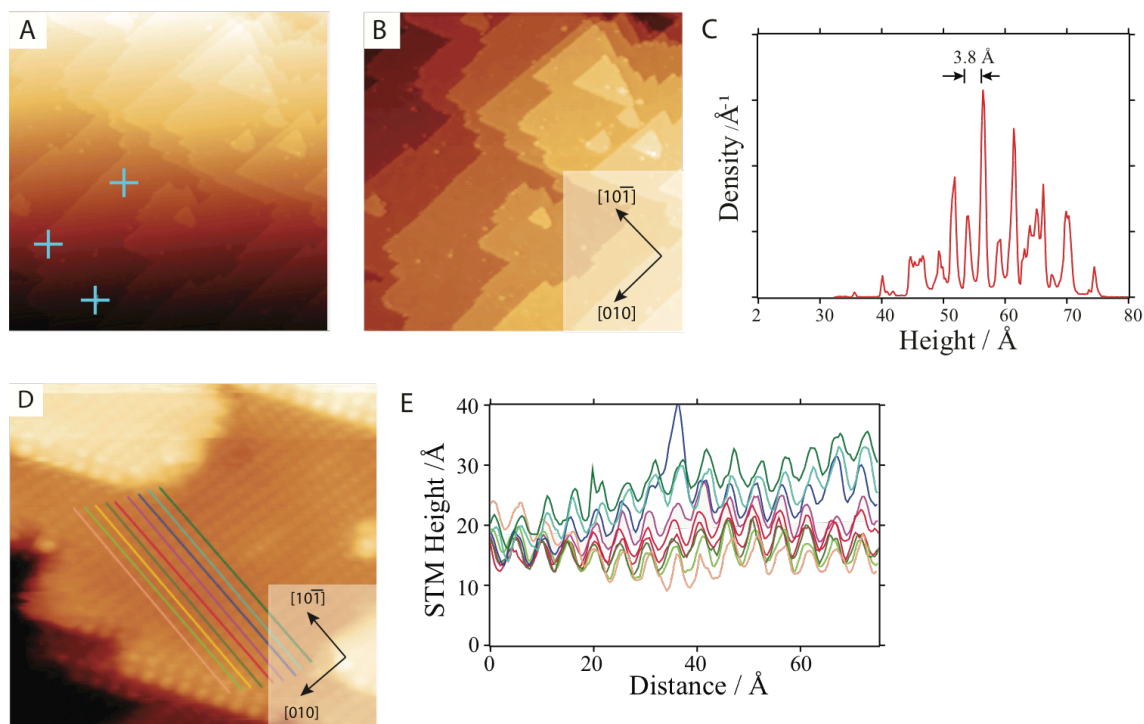 A
B
[101̅]
[010]
C
3.8 Å
Density /Å⁻¹
2 30 40 50 60 70 80
Height / Å
D
[101̅]
[010]
E
STM Height /Å
40
30
20
10
0
0 20 40 60
Distance / Å